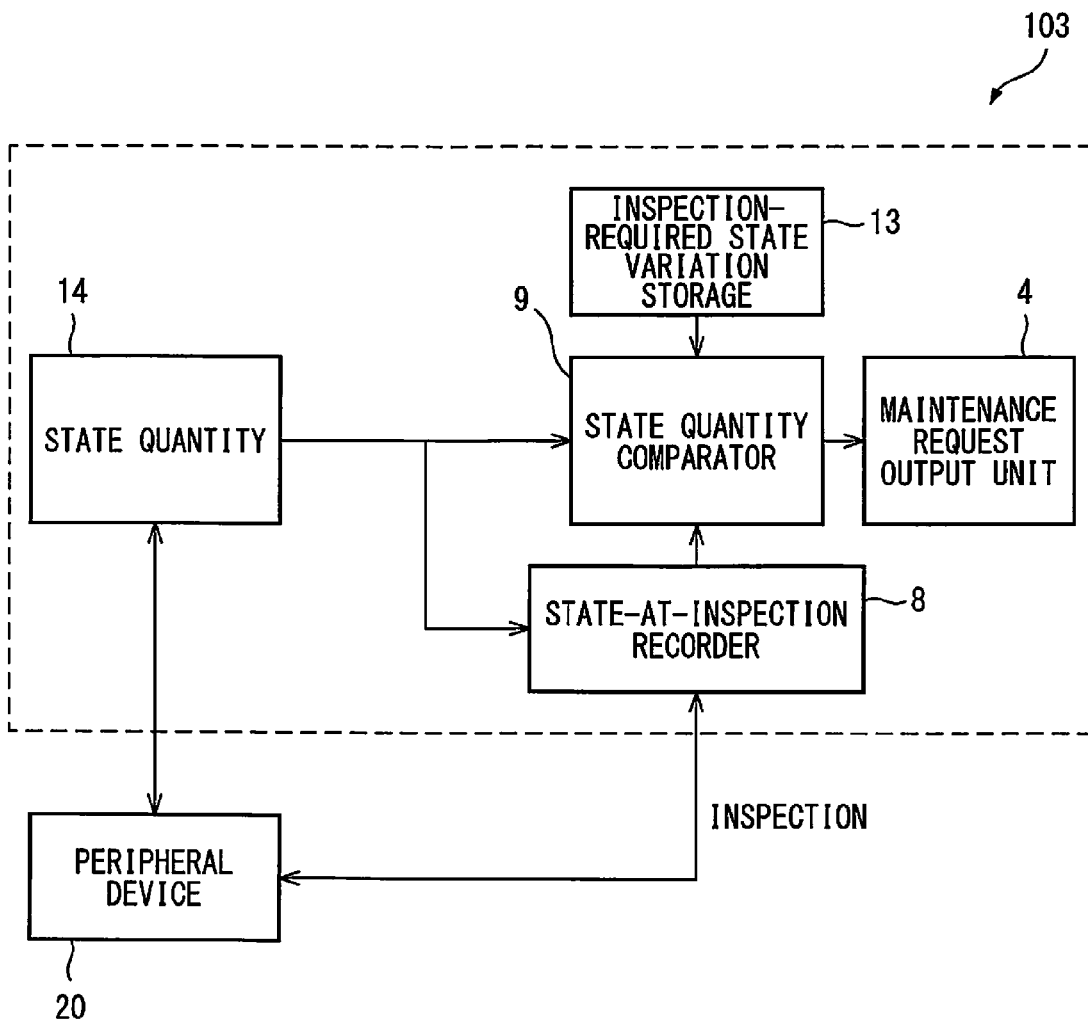 103
INSPECTION-
REQUIRED STATE
VARIATION
STORAGE
13
14
9
4
STATE QUANTITY
STATE QUANTITY
COMPARATOR
MAINTENANCE
REQUEST
OUTPUT UNIT
STATE-AT-INSPECTION
RECORDER
8
INSPECTION
PERIPHERAL
DEVICE
20